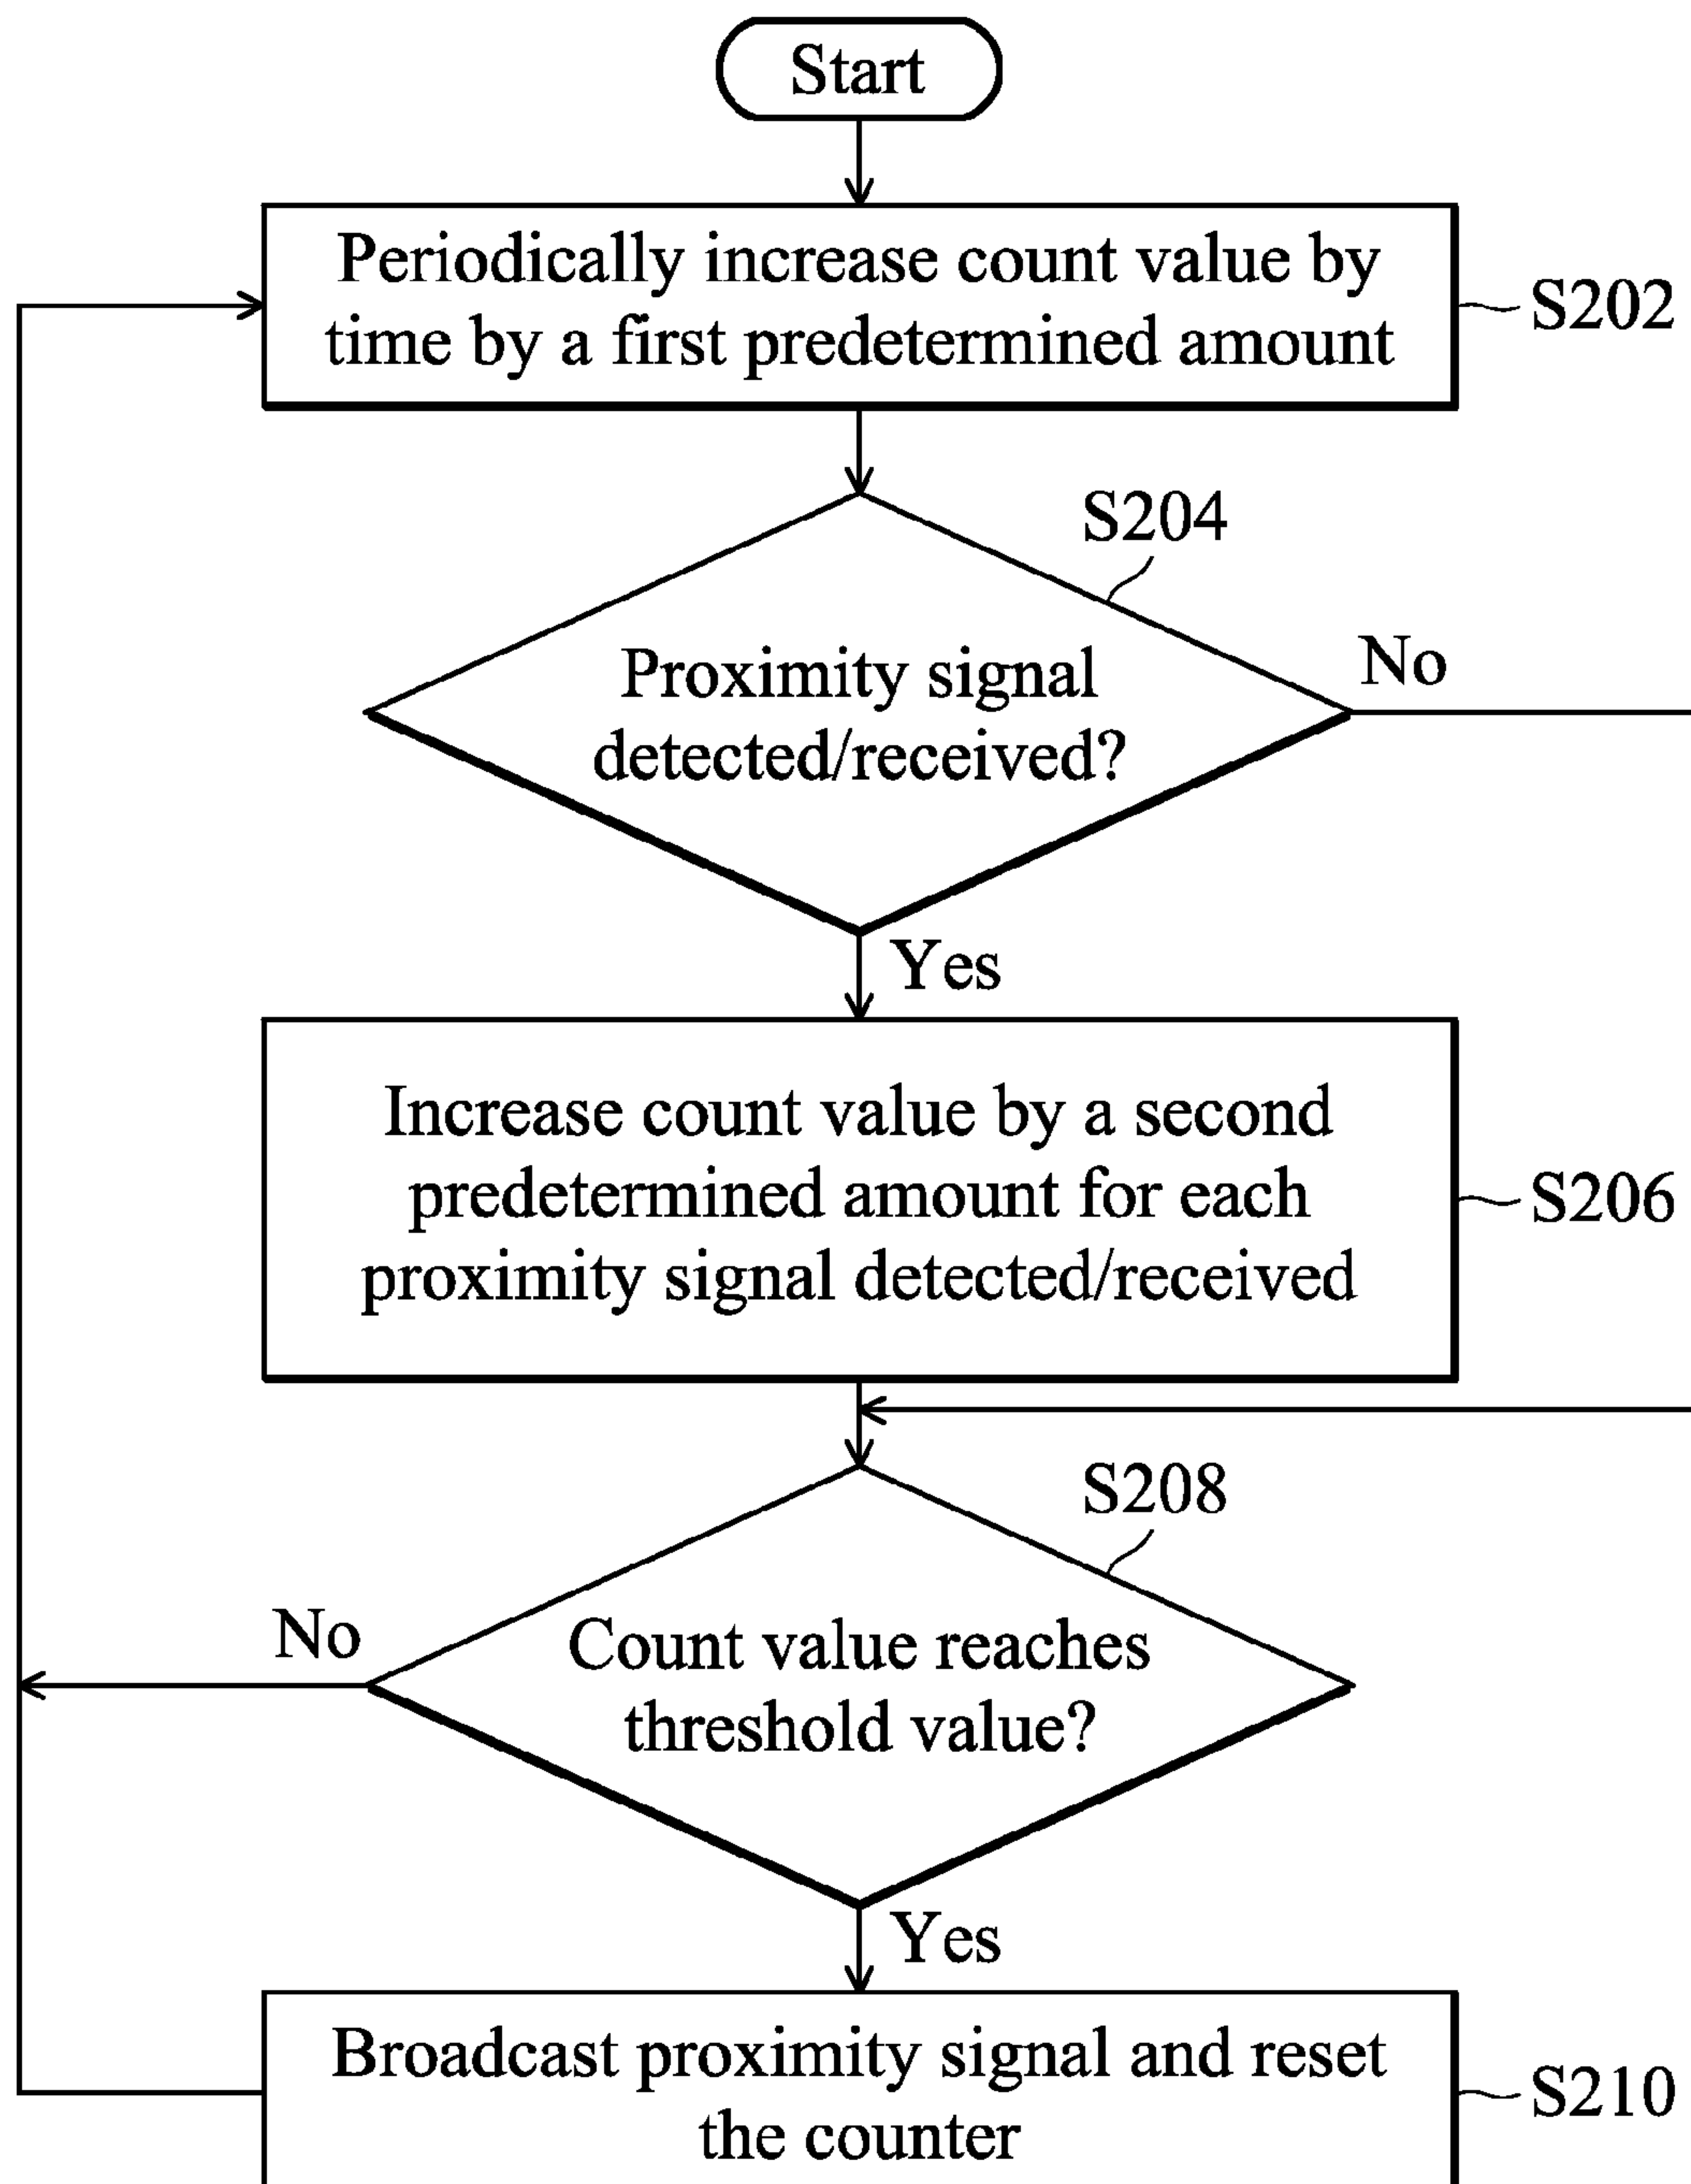 Start
Periodically increase count value by
time by a first predetermined amount
S202
S204
Proximity signal
detected/received?
No
Yes
Increase count value by a second
predetermined amount for each
proximity signal detected/received
S206
S208
Count value reaches
threshold value?
No
Yes
Broadcast proximity signal and reset
the counter
S210